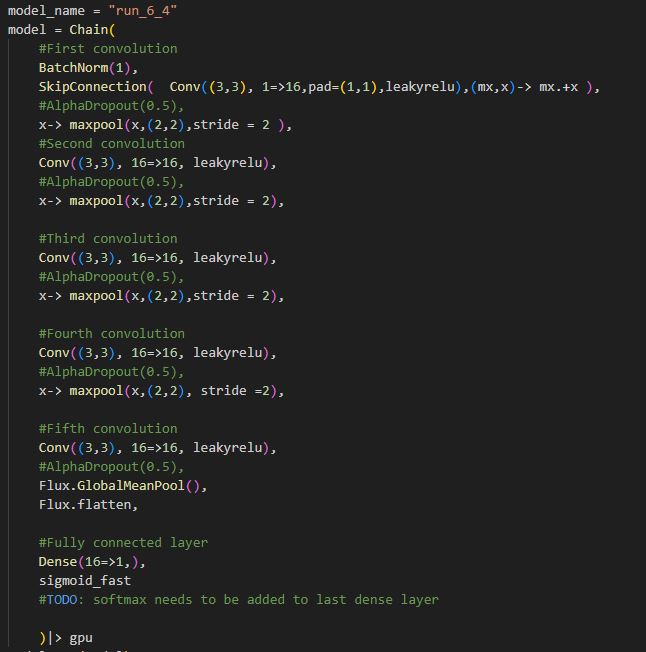 model_name = "run_6_4"
model = Chain(
    #First convolution
    BatchNorm(1),
    SkipConnection(  Conv((3,3), 1=>16,pad=(1,1),leakyrelu),(mx,x)-> mx.+x ),
    #AlphaDropout(0.5),
    x-> maxpool(x,(2,2),stride = 2 ),
    #Second convolution
    Conv((3,3), 16=>16, leakyrelu),
    #AlphaDropout(0.5),
    x-> maxpool(x,(2,2),stride = 2),
    #Third convolution
    Conv((3,3), 16=>16, leakyrelu),
    #AlphaDropout(0.5),
    x-> maxpool(x,(2,2),stride = 2),
    #Fourth convolution
    Conv((3,3), 16=>16, leakyrelu),
    #AlphaDropout(0.5),
    x-> maxpool(x,(2,2), stride =2),
    #Fifth convolution
    Conv((3,3), 16=>16, leakyrelu),
    #AlphaDropout(0.5),
    Flux.GlobalMeanPool(),
    Flux.flatten,
    #Fully connected layer
    Dense(16=>1,),
    sigmoid_fast
    #TODO: softmax needs to be added to last dense layer
    )|> gpu